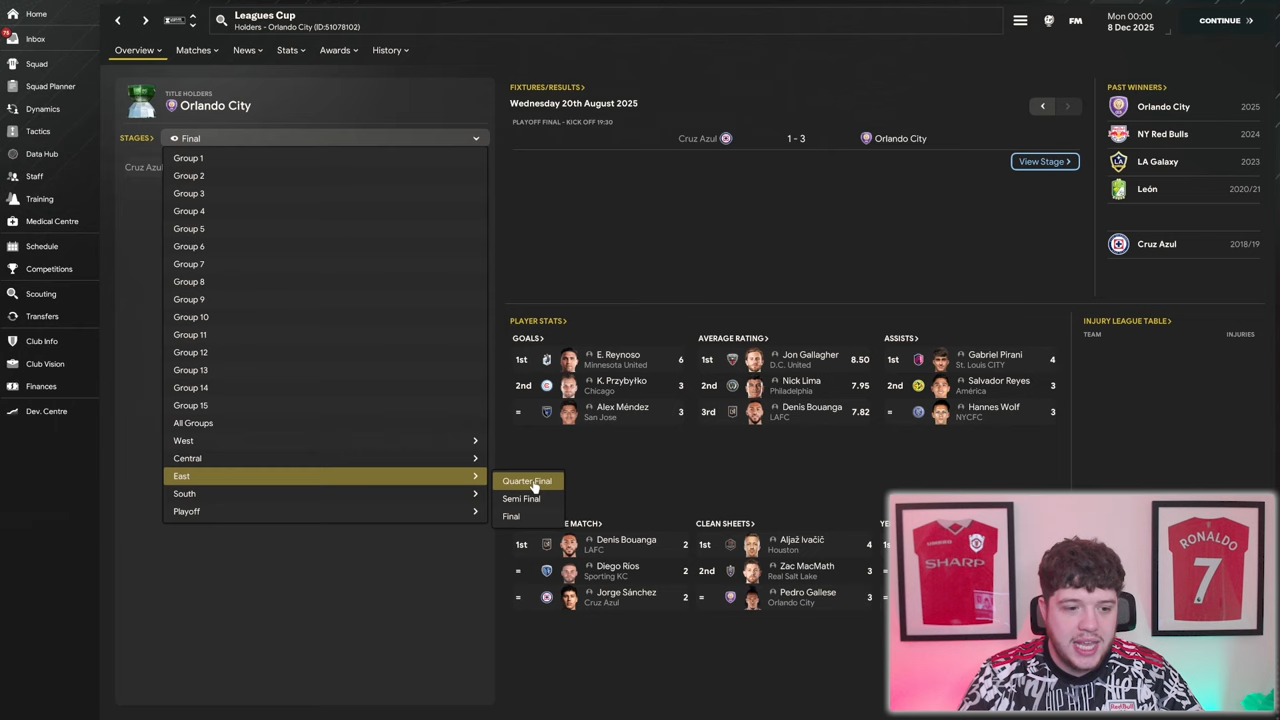 Home
Inbox
Squad
Squad Planner
Dynamics
Tactics
Data Hub
Staff
Training
Medical Centre
Schedule
Competitions
Scouting
Transfers
Club Info
Club Vision
Finances
Dev. Centre
Leagues Cup
Holders - Orlando City (ID:51078102)
FM
Mon 00:00
8 Dec 2025
CONTINUE
Overview
Matches
News
Stats
Awards
History
TITLE HOLDERS
Orlando City
STAGES
Final
Cruz Azul
Group 1
Group 2
Group 3
Group 4
Group 5
Group 6
Group 7
Group 8
Group 9
Group 10
Group 11
Group 12
Group 13
Group 14
Group 15
All Groups
West
Central
East
South
Playoff
Quarter Final
Semi Final
Final
FIXTURES/RESULTS
Wednesday 20th August 2025
PLAYOFF FINAL - KICK OFF 19:30
Cruz Azul 1 - 3 Orlando City
View Stage
PAST WINNERS
Orlando City 2025
NY Red Bulls 2024
LA Galaxy 2023
León 2020/21
Cruz Azul 2018/19
PLAYER STATS
GOALS
1st E. Reynoso 6
Minnesota United
2nd K. Przybyłko 3
Chicago
= Alex Méndez 3
San Jose
AVERAGE RATING
1st Jon Gallagher 8.50
D.C. United
2nd Nick Lima 7.95
Philadelphia
3rd Denis Bouanga 7.82
LAFC
ASSISTS
1st Gabriel Pirani 4
St. Louis CITY
2nd Salvador Reyes 3
América
= Hannes Wolf 3
NYCFC
INJURY LEAGUE TABLE
TEAM INJURIES
MATCH
1st Denis Bouanga 2
LAFC
= Diego Ríos 2
Sporting KC
= Jorge Sánchez 2
Cruz Azul
CLEAN SHEETS
1st Aljaž Ivačič 4
Houston
2nd Zac MacMath 3
Real Salt Lake
= Pedro Gallese 3
Orlando City
1st
=
=
SHARP
RONALDO
7
RedBull